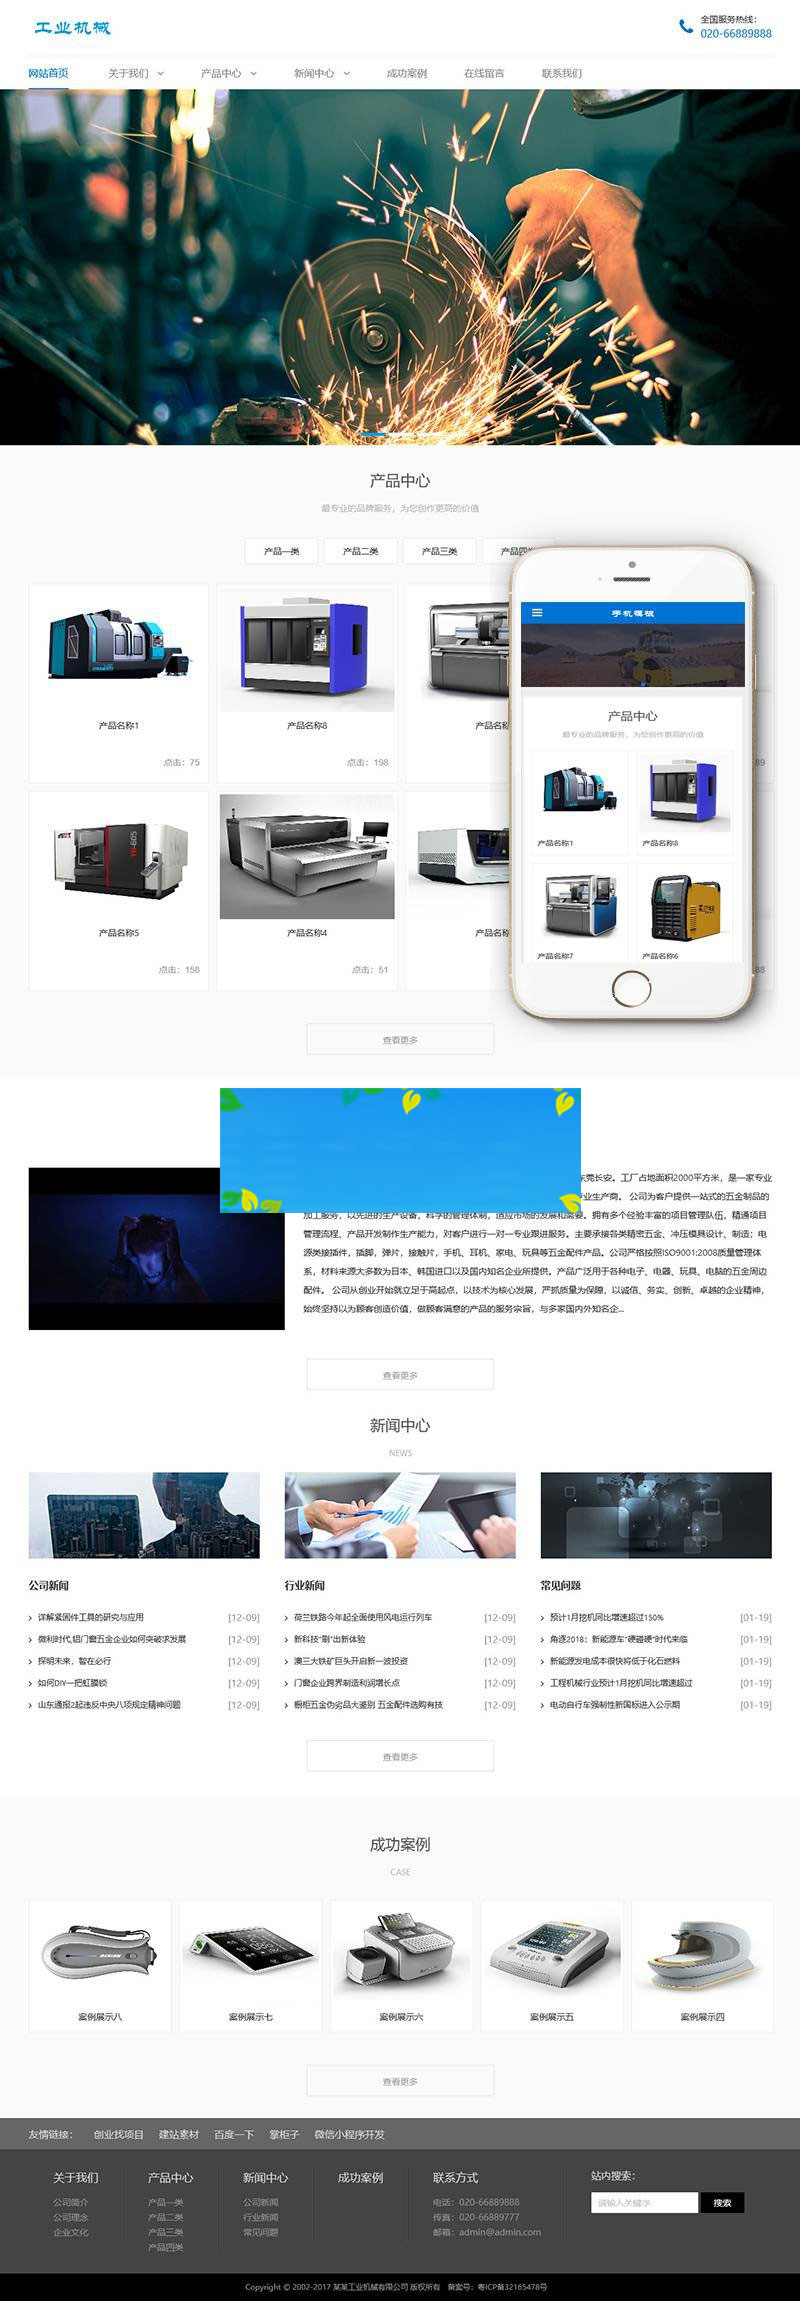 工业机械
全国服务热线：
020-66889888
网站首页 关于我们 产品中心 新闻中心 成功案例 在线留言 联系我们
产品中心
最专业的品牌服务，为您创作更高的价值
产品一类 产品二类 产品三类 产品四类
产品名称1 产品名称8 产品名称
点击：75 点击：198 89
产品名称5 产品名称4 产品名称
点击：158 点击：51 88
手机模板
产品中心
最专业的品牌服务，为您创作更高的价值
产品名称1 产品名称8
产品名称7 产品名称6
查看更多
东莞长安。工厂占地面积2000平方米，是一家专业
专业生产商。 公司为客户提供一站式的五金制品的
加工服务，以先进的生产设备，科学的管理体制，适应市场的发展和需要。拥有多个经验丰富的项目管理队伍，精通项目
管理流程、产品开发制作生产能力，对客户进行一对一专业跟进服务。主要承接各类精密五金、冲压模具设计、制造；电
源类接插件，插脚，弹片，接触片，手机、耳机、家电、玩具等五金配件产品。公司严格按照ISO9001:2008质量管理体
系，材料来源大多数为日本、韩国进口以及国内知名企业所提供。产品广泛用于各种电子、电器、玩具、电脑的五金周边
配件。 公司从创业开始就立足于高起点，以技术为核心发展，严抓质量为保障，以诚信、务实、创新、卓越的企业精神，
始终坚持以为顾客创造价值，做顾客满意的产品的服务宗旨，与多家国内外知名企...
查看更多
新闻中心
NEWS
公司新闻
详解紧固件工具的研究与应用 [12-09]
微利时代,铝门窗五金企业如何突破求发展 [12-09]
探明未来，智在必行 [12-09]
如何DIY一把虹膜锁 [12-09]
山东通报2起违反中央八项规定精神问题 [12-09]
行业新闻
荷兰铁路今年起全面使用风电运行列车 [12-09]
新科技“刷”出新体验 [12-09]
澳三大铁矿巨头开启新一波投资 [12-09]
门窗企业跨界制造利润增长点 [12-09]
橱柜五金伪劣品大鉴别 五金配件选购有技 [12-09]
常见问题
预计1月挖机同比增速超过150% [01-19]
角逐2018：新能源车“硬碰硬”时代来临 [01-19]
新能源发电成本很快将低于化石燃料 [01-19]
工程机械行业预计1月挖机同比增速超过 [01-19]
电动自行车强制性新国标进入公示期 [01-19]
查看更多
成功案例
CASE
案例展示八 案例展示七 案例展示六 案例展示五 案例展示四
查看更多
友情链接： 创业找项目 建站素材 百度一下 掌柜子 微信小程序开发
关于我们
公司简介
公司理念
企业文化
产品中心
产品一类
产品二类
产品三类
产品四类
新闻中心
公司新闻
行业新闻
常见问题
成功案例
联系方式
电话：020-66889888
传真：020-66889777
邮箱：admin@admin.com
站内搜索：
请输入关键字 搜索
Copyright © 2002-2017 某某工业机械有限公司 版权所有 备案号：粤ICP备32165478号